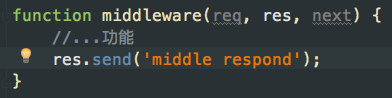 function middleware(req, res, next) {
//...功能
res.send('middle respond');
}